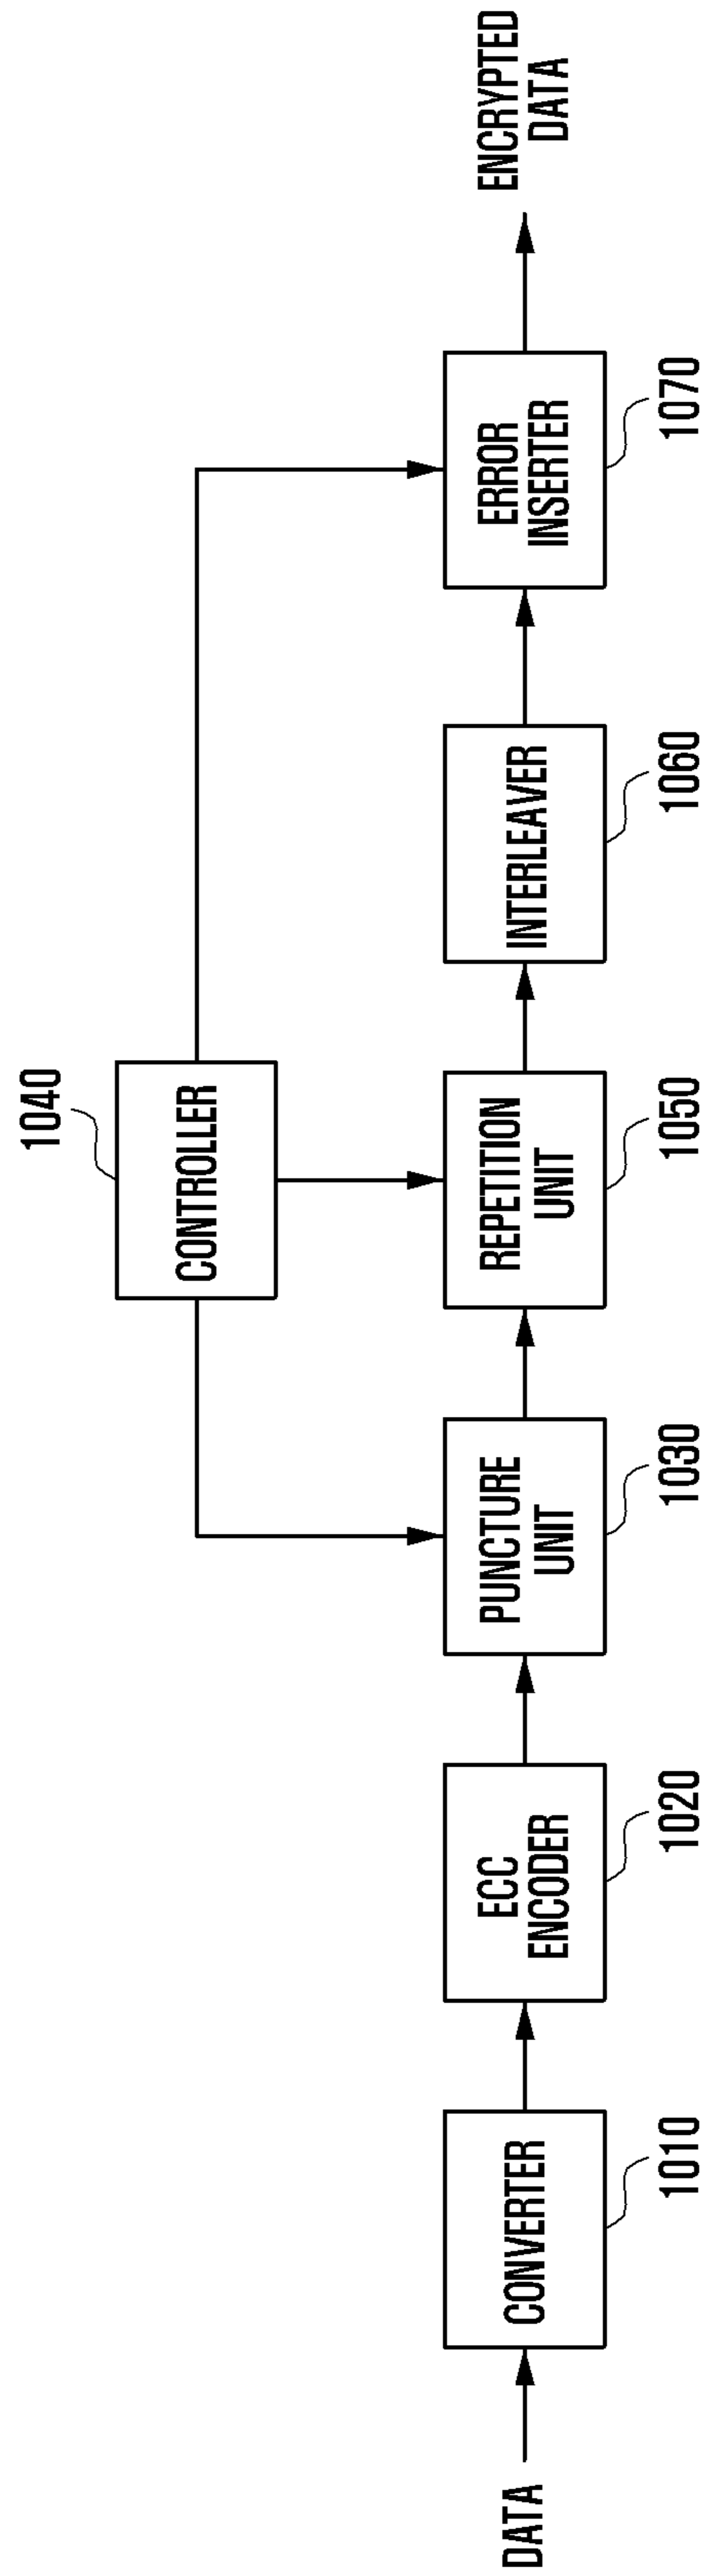 1040
CONTROLLER
DATA
CONVERTER
ECC
ENCODER
PUNCTURE
UNIT
REPETITION
UNIT
INTERLEAVER
ERROR
INSERTER
ENCRYPTED
DATA
1010
1020
1030
1050
1060
1070